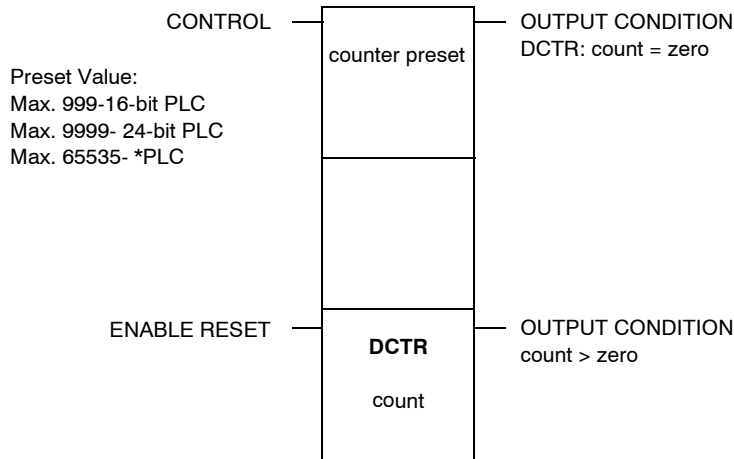 CONTROL
counter preset
OUTPUT CONDITION
DCTR: count = zero
Preset Value:
Max. 999-16-bit PLC
Max. 9999- 24-bit PLC
Max. 65535- *PLC
ENABLE RESET
DCTR
count
OUTPUT CONDITION
count > zero